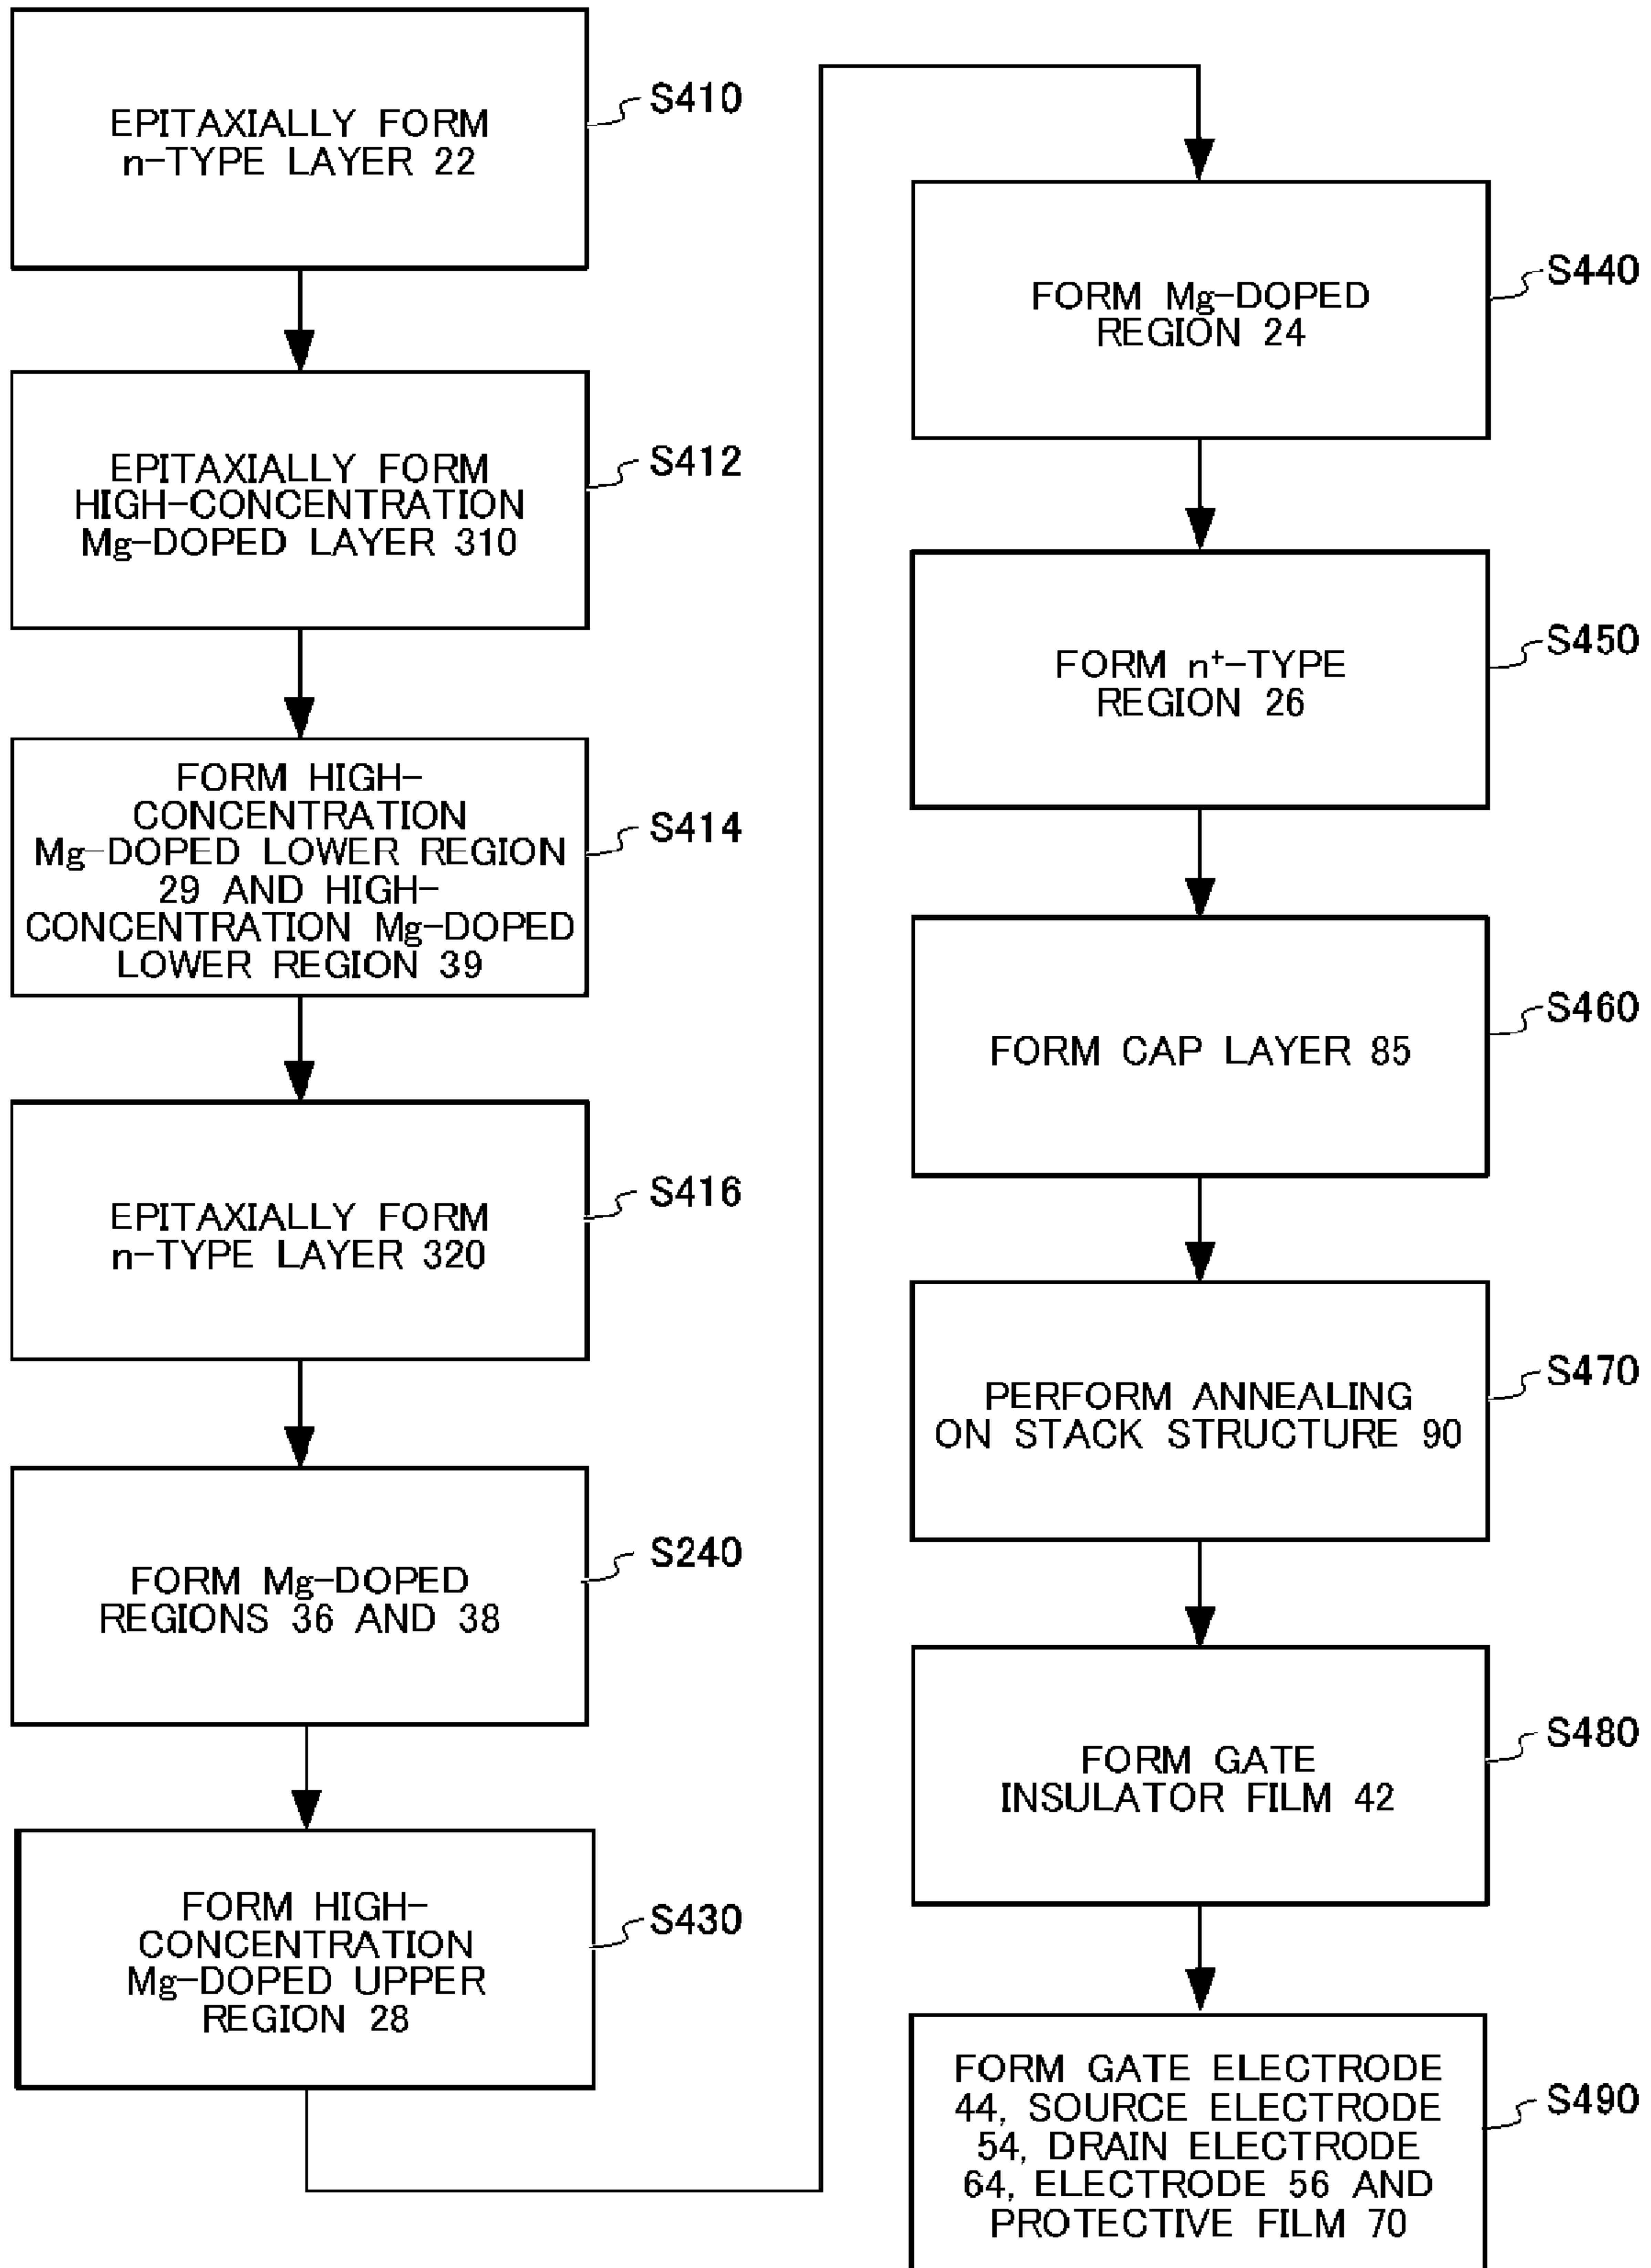 EPITAXIALLY FORM
n-TYPE LAYER 22
S410
EPITAXIALLY FORM
HIGH-CONCENTRATION
Mg-DOPED LAYER 310
S412
FORM HIGH-
CONCENTRATION
Mg-DOPED LOWER REGION
29 AND HIGH-
CONCENTRATION Mg-DOPED
LOWER REGION 39
S414
EPITAXIALLY FORM
n-TYPE LAYER 320
S416
FORM Mg-DOPED
REGIONS 36 AND 38
S240
FORM HIGH-
CONCENTRATION
Mg-DOPED UPPER
REGION 28
S430
FORM Mg-DOPED
REGION 24
S440
FORM n⁺-TYPE
REGION 26
S450
FORM CAP LAYER 85
S460
PERFORM ANNEALING
ON STACK STRUCTURE 90
S470
FORM GATE
INSULATOR FILM 42
S480
FORM GATE ELECTRODE
44, SOURCE ELECTRODE
54, DRAIN ELECTRODE
64, ELECTRODE 56 AND
PROTECTIVE FILM 70
S490